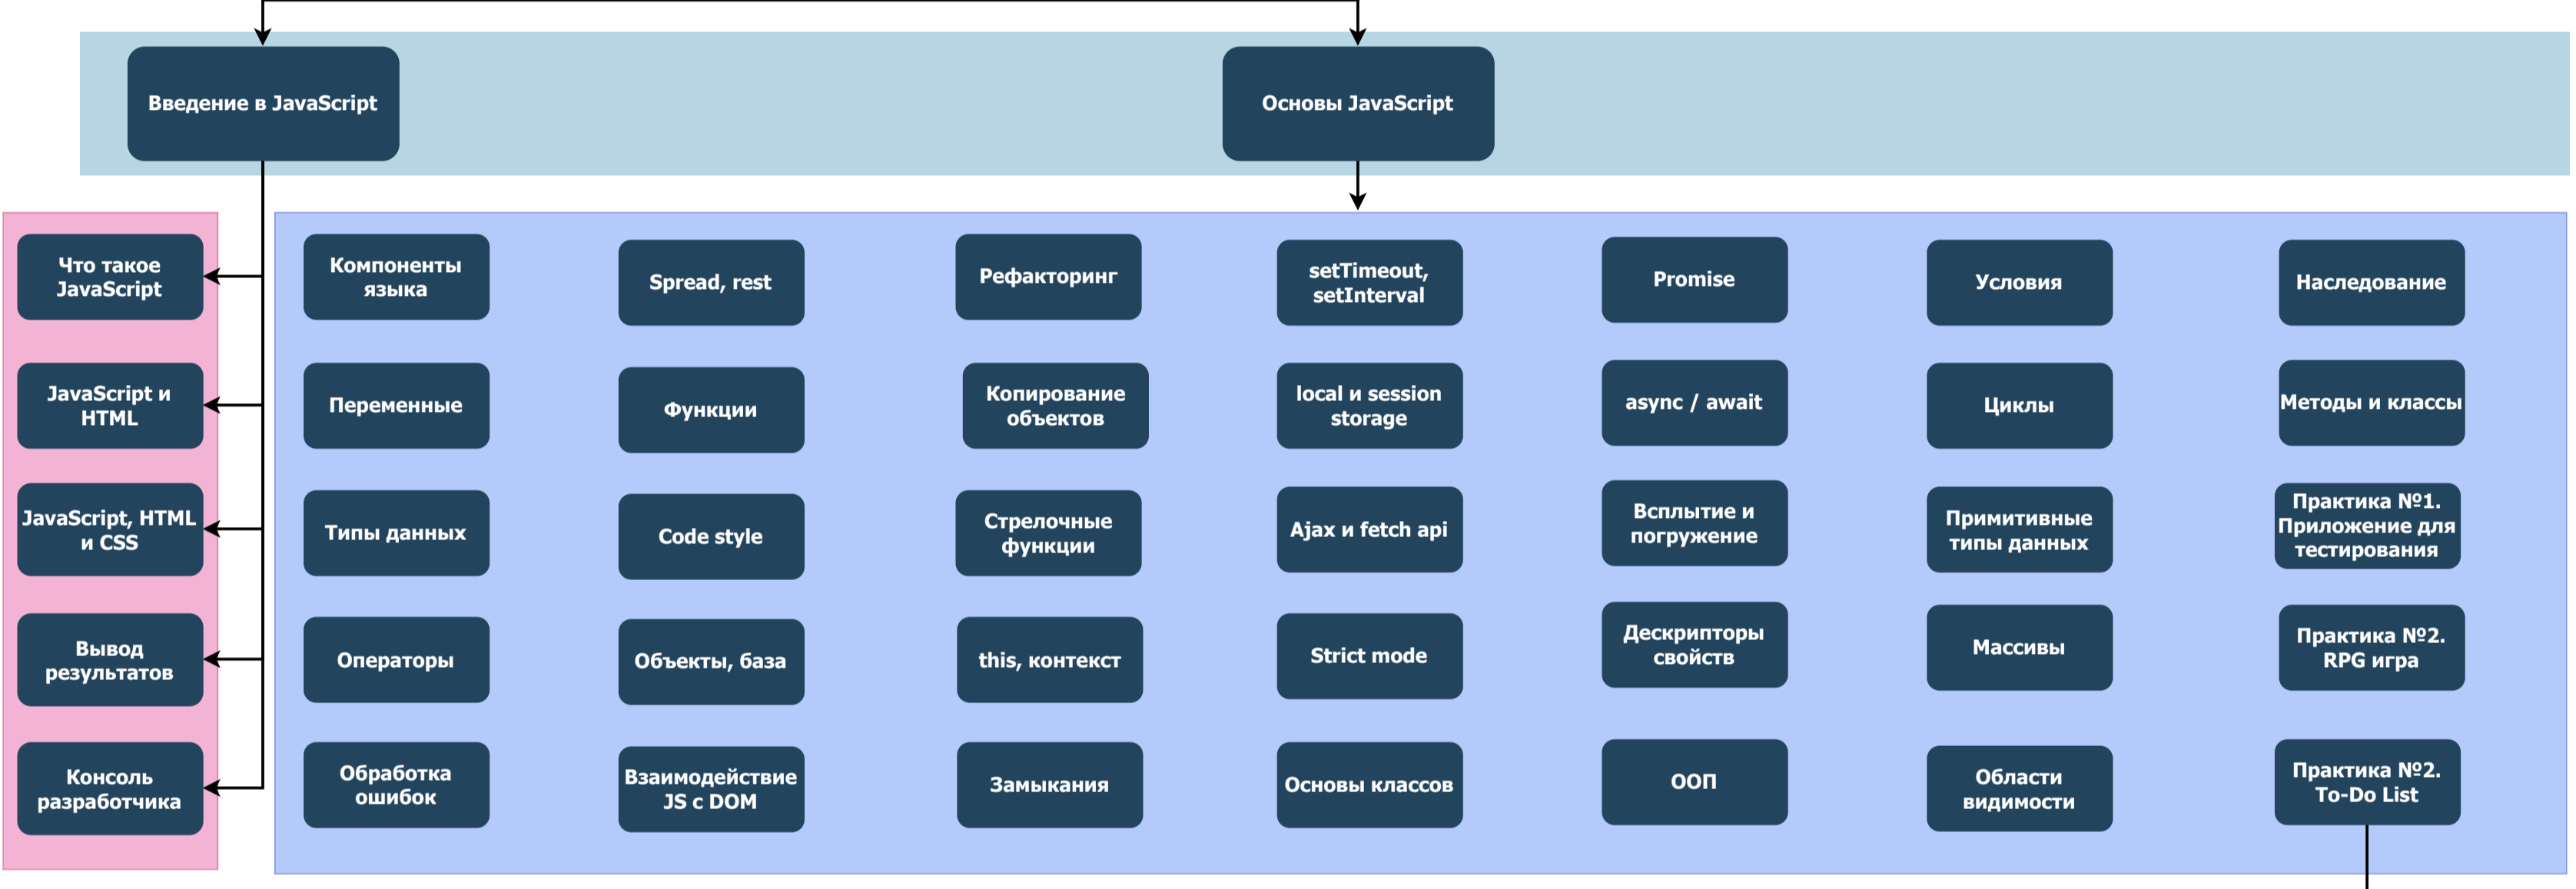 Введение в JavaScript
Основы JavaScript
Что такое
JavaScript
JavaScript и
HTML
JavaScript, HTML
и CSS
Вывод
результатов
Консоль
разработчика
Компоненты
языка
Переменные
Типы данных
Операторы
Обработка
ошибок
Spread, rest
Функции
Code style
Объекты, база
Взаимодействие
JS с DOM
Рефакторинг
Копирование
объектов
Стрелочные
функции
this, контекст
Замыкания
setTimeout,
setInterval
local и session
storage
Ajax и fetch api
Strict mode
Основы классов
Promise
async / await
Всплытие и
погружение
Дескрипторы
свойств
ООП
Условия
Циклы
Примитивные
типы данных
Массивы
Области
видимости
Наследование
Методы и классы
Практика №1.
Приложение для
тестирования
Практика №2.
RPG игра
Практика №2.
To-Do List